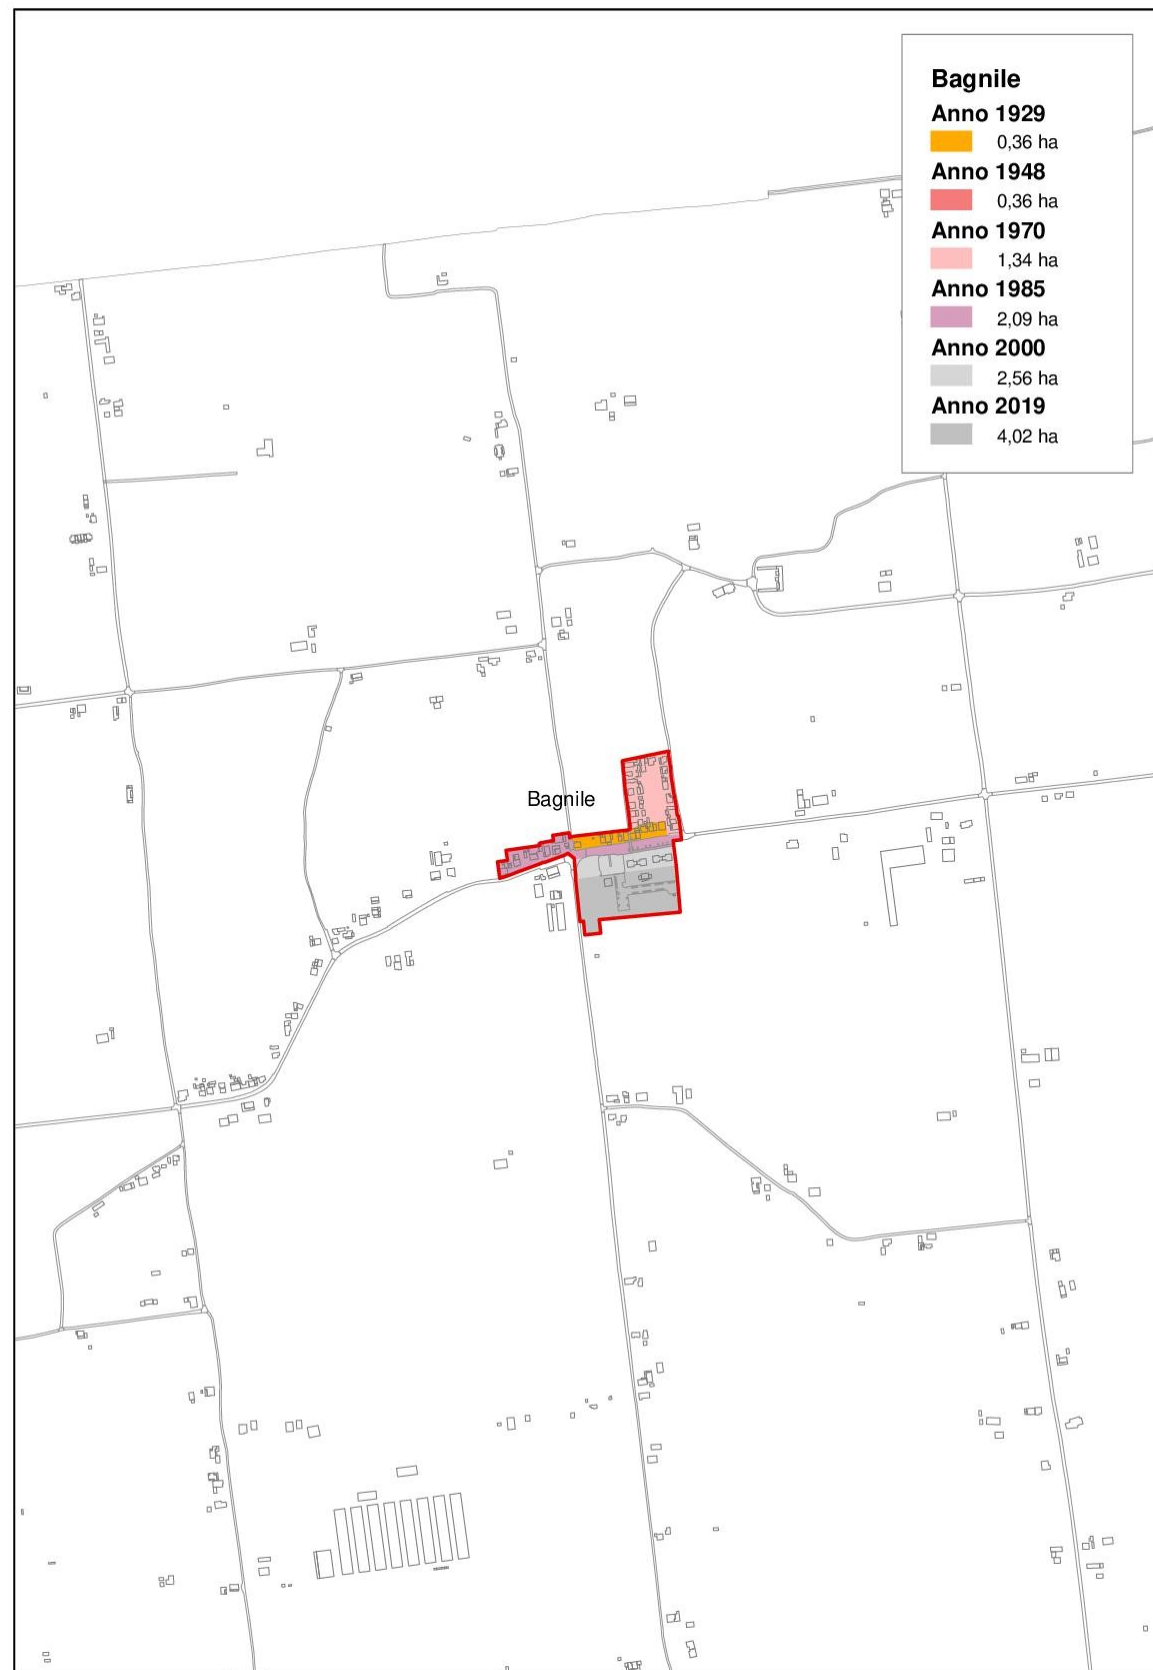 Bagnile
Anno 1929
0,36 ha
Anno 1948
0,36 ha
Anno 1970
1,34 ha
Anno 1985
2,09 ha
Anno 2000
2,56 ha
Anno 2019
4,02 ha
Bagnile